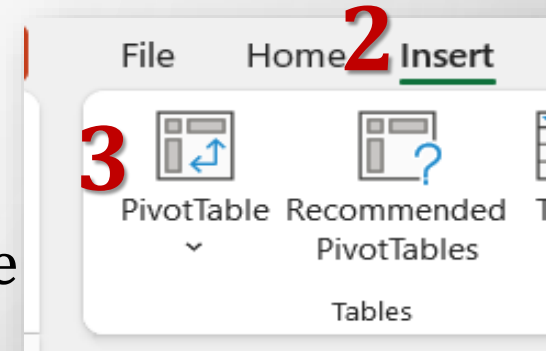 File Home 2 Insert
3
PivotTable Recommended
PivotTables
Tables
e